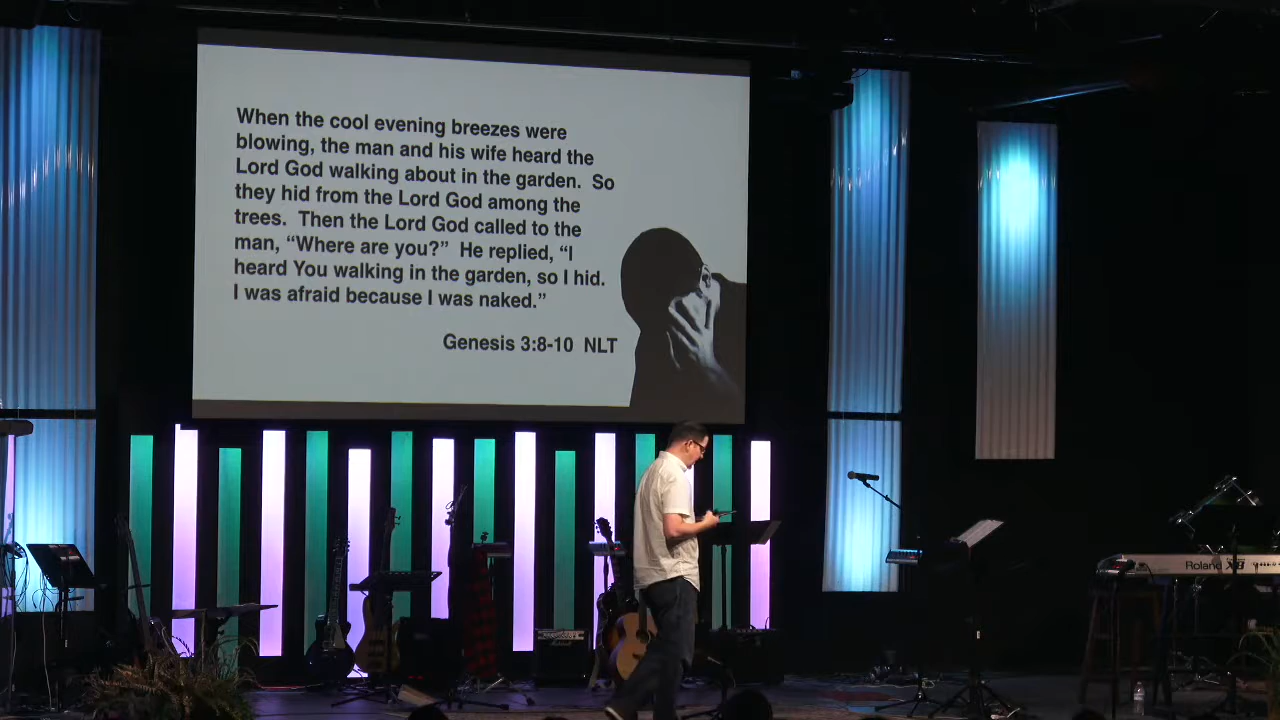 When the cool evening breezes were
blowing, the man and his wife heard the
Lord God walking about in the garden.  So
they hid from the Lord God among the
trees.  Then the Lord God called to the
man, “Where are you?”  He replied, “I
heard You walking in the garden, so I hid.
I was afraid because I was naked.”
Genesis 3:8-10  NLT
Roland